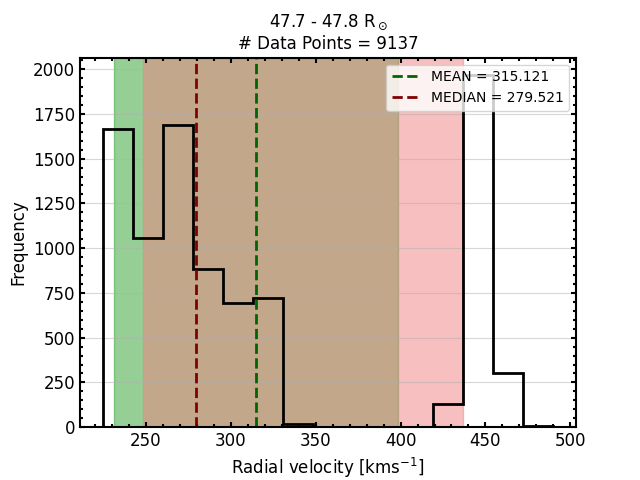 47.7 - 47.8 R⊙
# Data Points = 9137
MEAN = 315.121
MEDIAN = 279.521
Frequency
2000
1750
1500
1250
1000
750
500
250
0
250 300 350 400 450 500
Radial velocity [kms⁻¹]